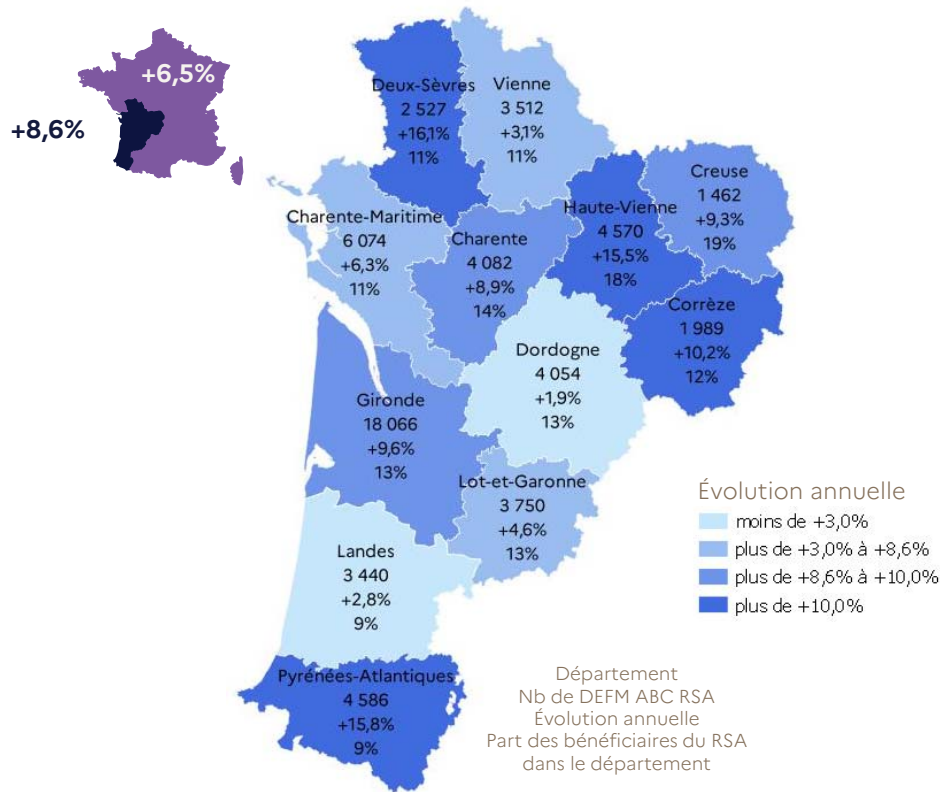 +6,5%
+8,6%
Deux-Sèvres
2 527
+16,1%
11%
Vienne
3 512
+3,1%
11%
Creuse
1 462
+9,3%
19%
Charente-Maritime
6 074
+6,3%
11%
Charente
4 082
+8,9%
14%
Haute-Vienne
4 570
+15,5%
18%
Corrèze
1 989
+10,2%
12%
Dordogne
4 054
+1,9%
13%
Gironde
18 066
+9,6%
13%
Lot-et-Garonne
3 750
+4,6%
13%
Landes
3 440
+2,8%
9%
Pyrénées-Atlantiques
4 586
+15,8%
9%
Évolution annuelle
moins de +3,0%
plus de +3,0% à +8,6%
plus de +8,6% à +10,0%
plus de +10,0%
Département
Nb de DEFM ABC RSA
Évolution annuelle
Part des bénéficiaires du RSA
dans le département